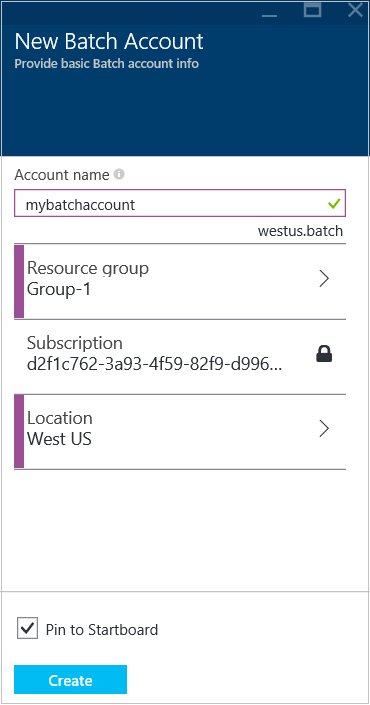 New Batch Account
Provide basic Batch account info
Account name
mybatchaccount
westus.batch
Resource group
Group-1
Subscription
d2f1c762-3a93-4f59-82f9-d996...
Location
West US
Pin to Startboard
Create